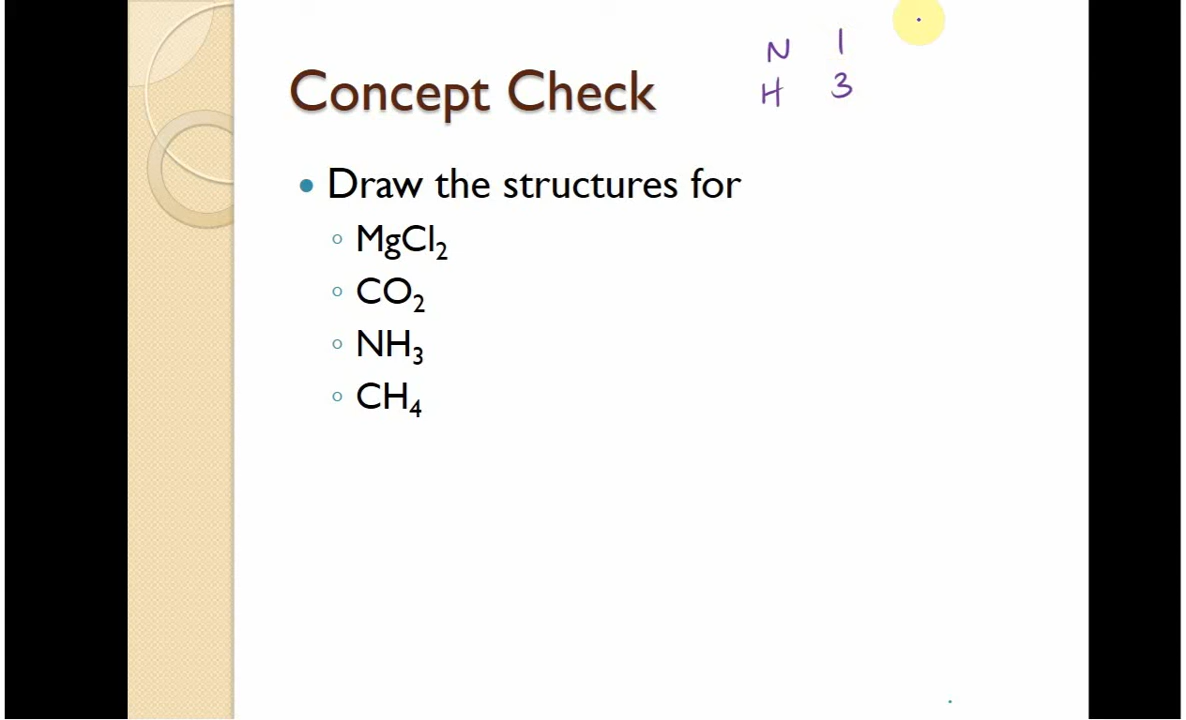 N 1
H 3
Concept Check
• Draw the structures for
◦ MgCl₂
◦ CO₂
◦ NH₃
◦ CH₄